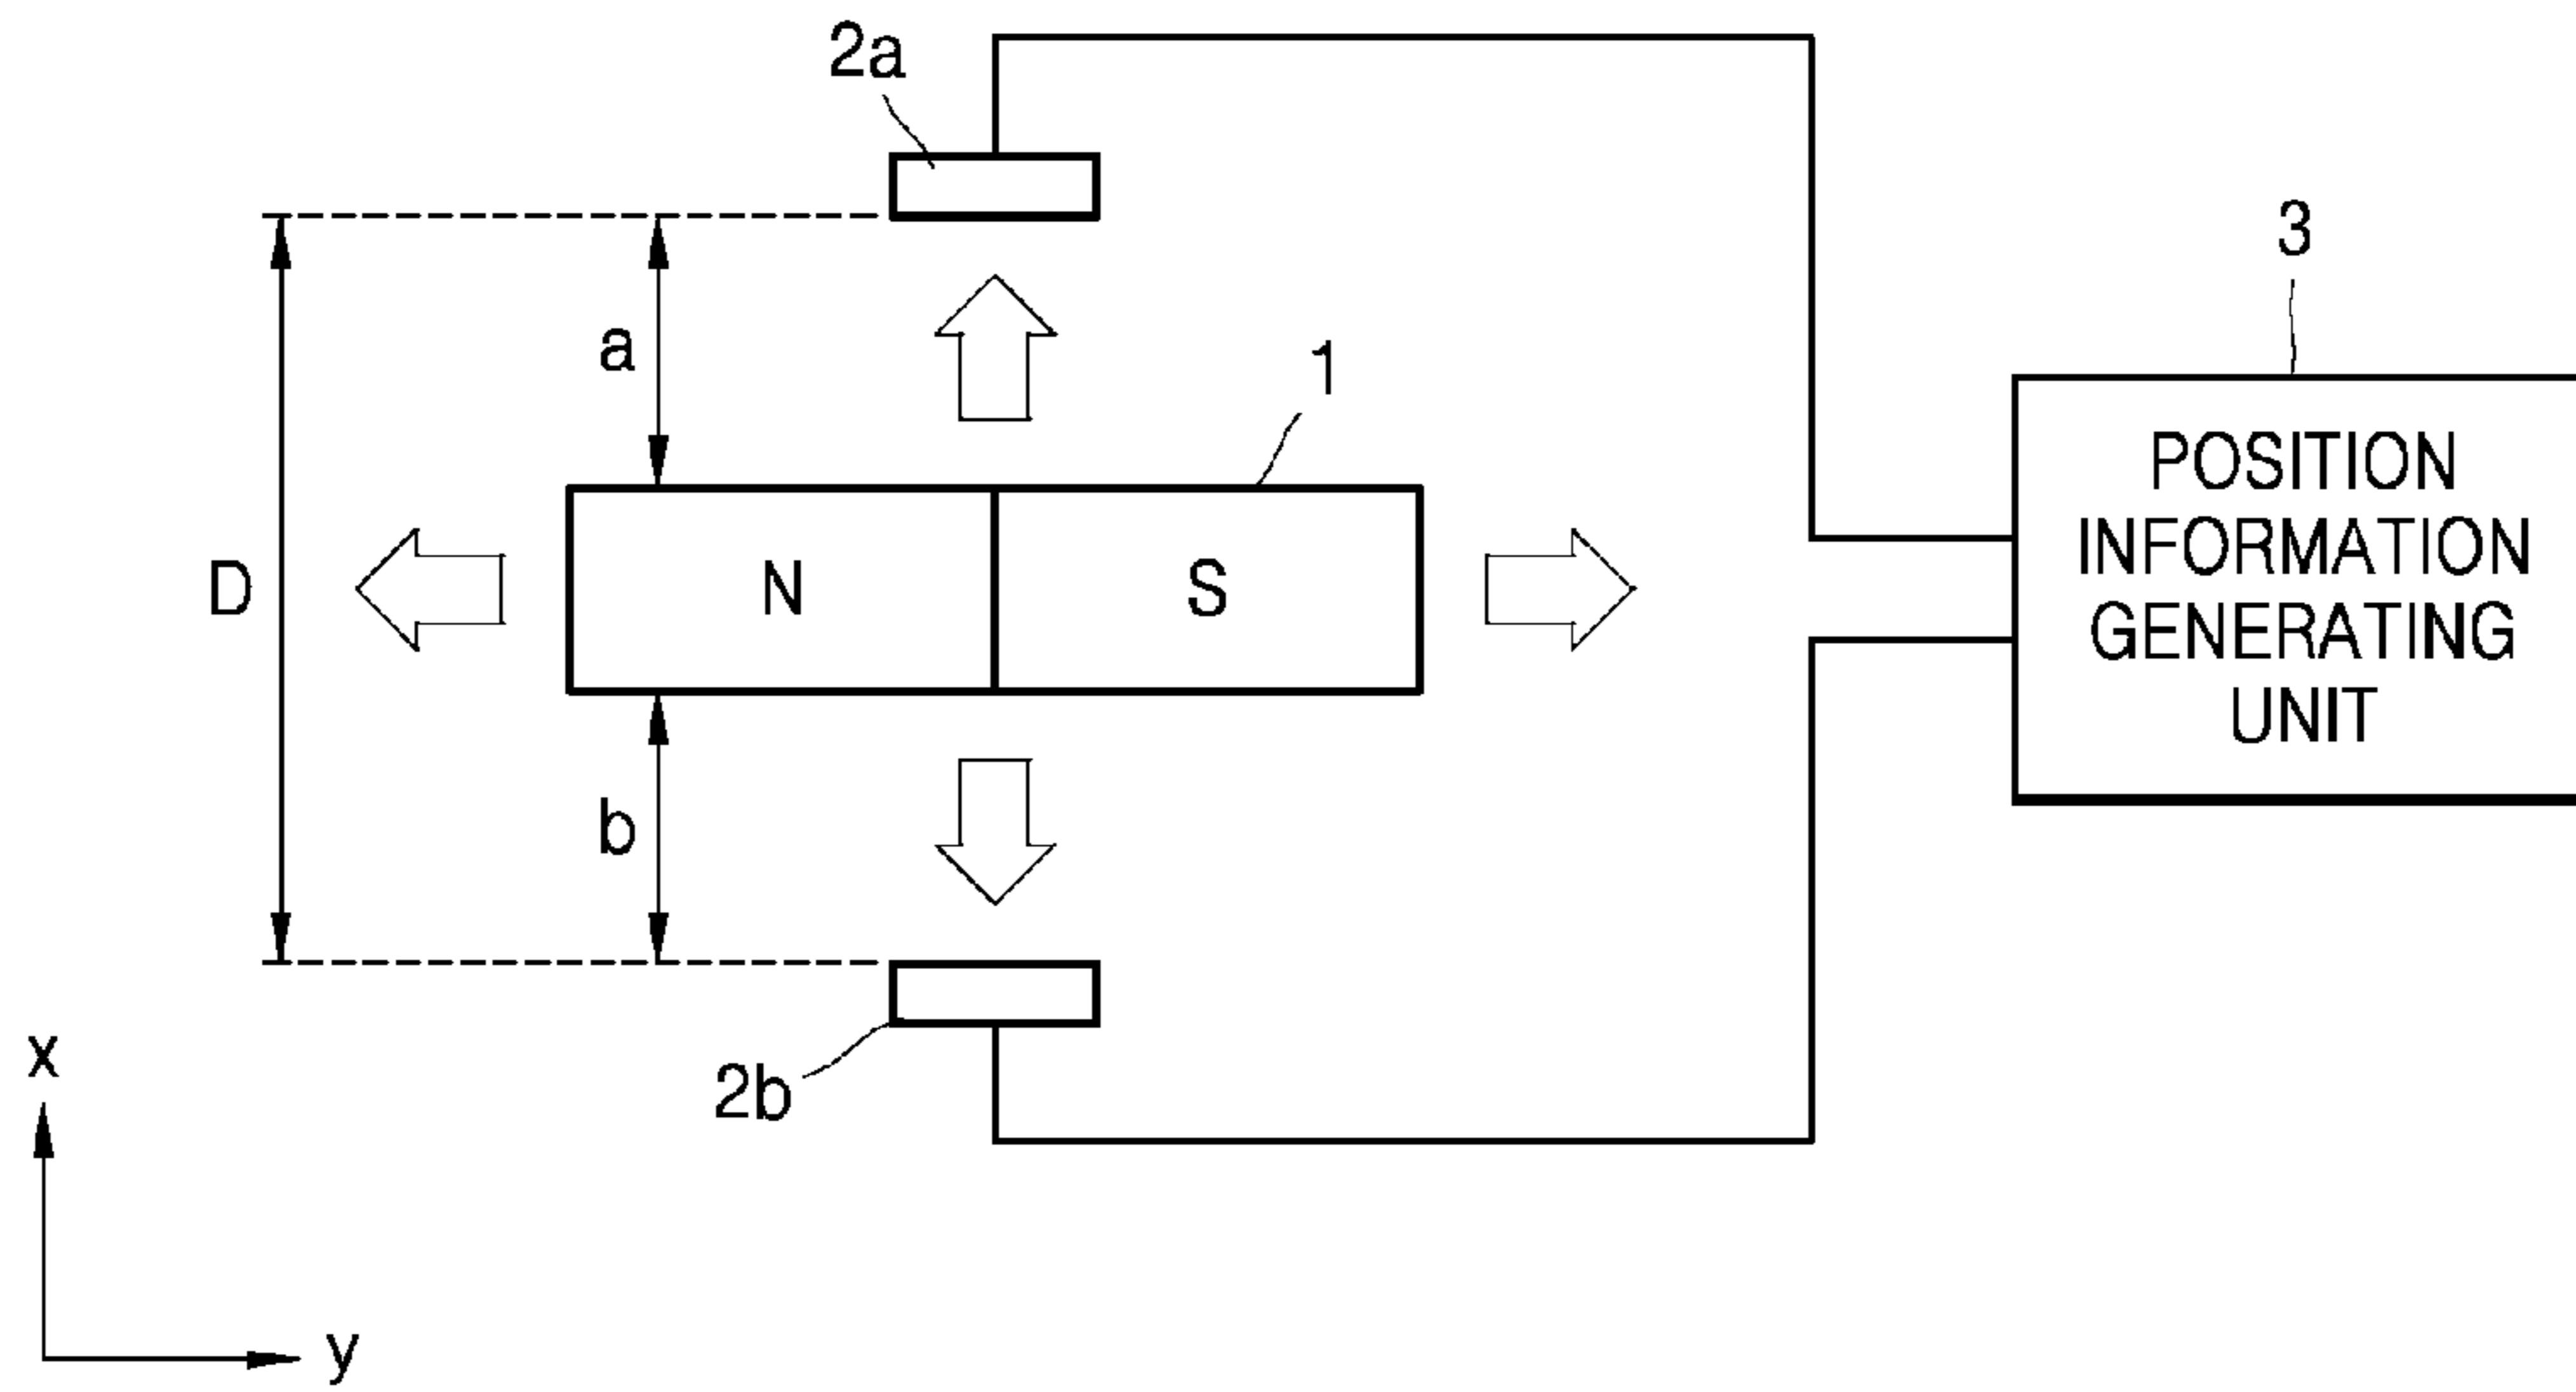 2a
3
a
1
D
N
S
POSITION
INFORMATION
GENERATING
UNIT
b
x
2b
y